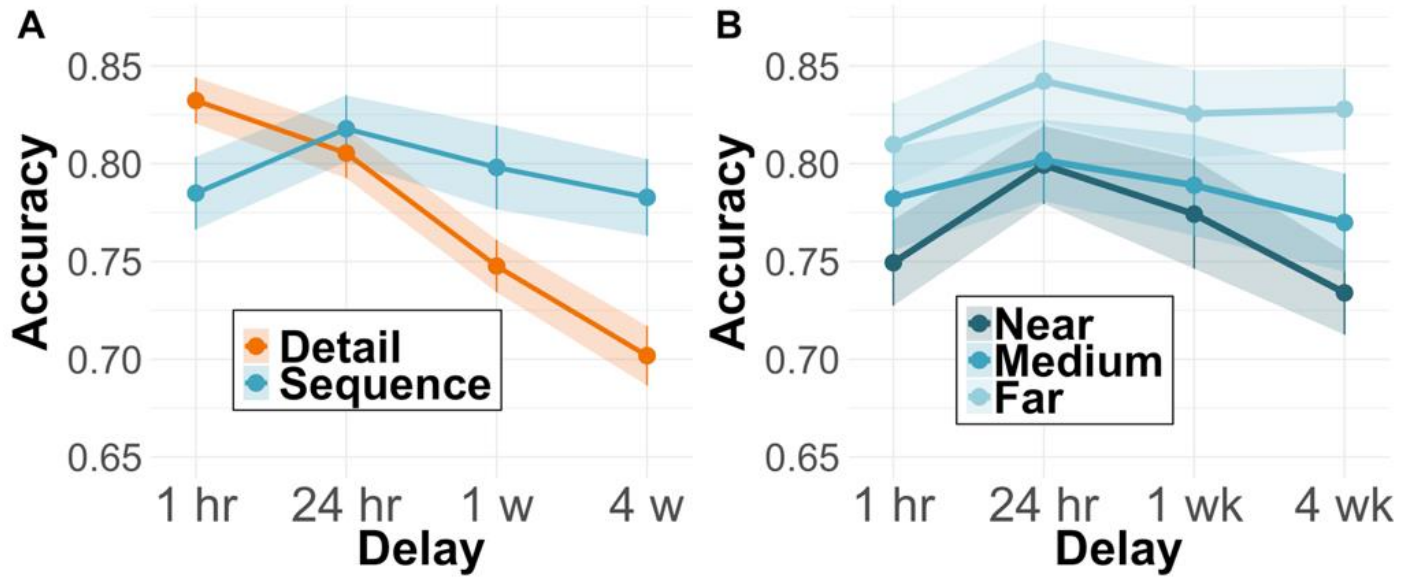 A
Accuracy
0.85
0.80
0.75
0.70
0.65
Detail
Sequence
1 hr 24 hr 1 w 4 w
Delay
B
Accuracy
0.85
0.80
0.75
0.70
0.65
Near
Medium
Far
1 hr 24 hr 1 wk 4 wk
Delay